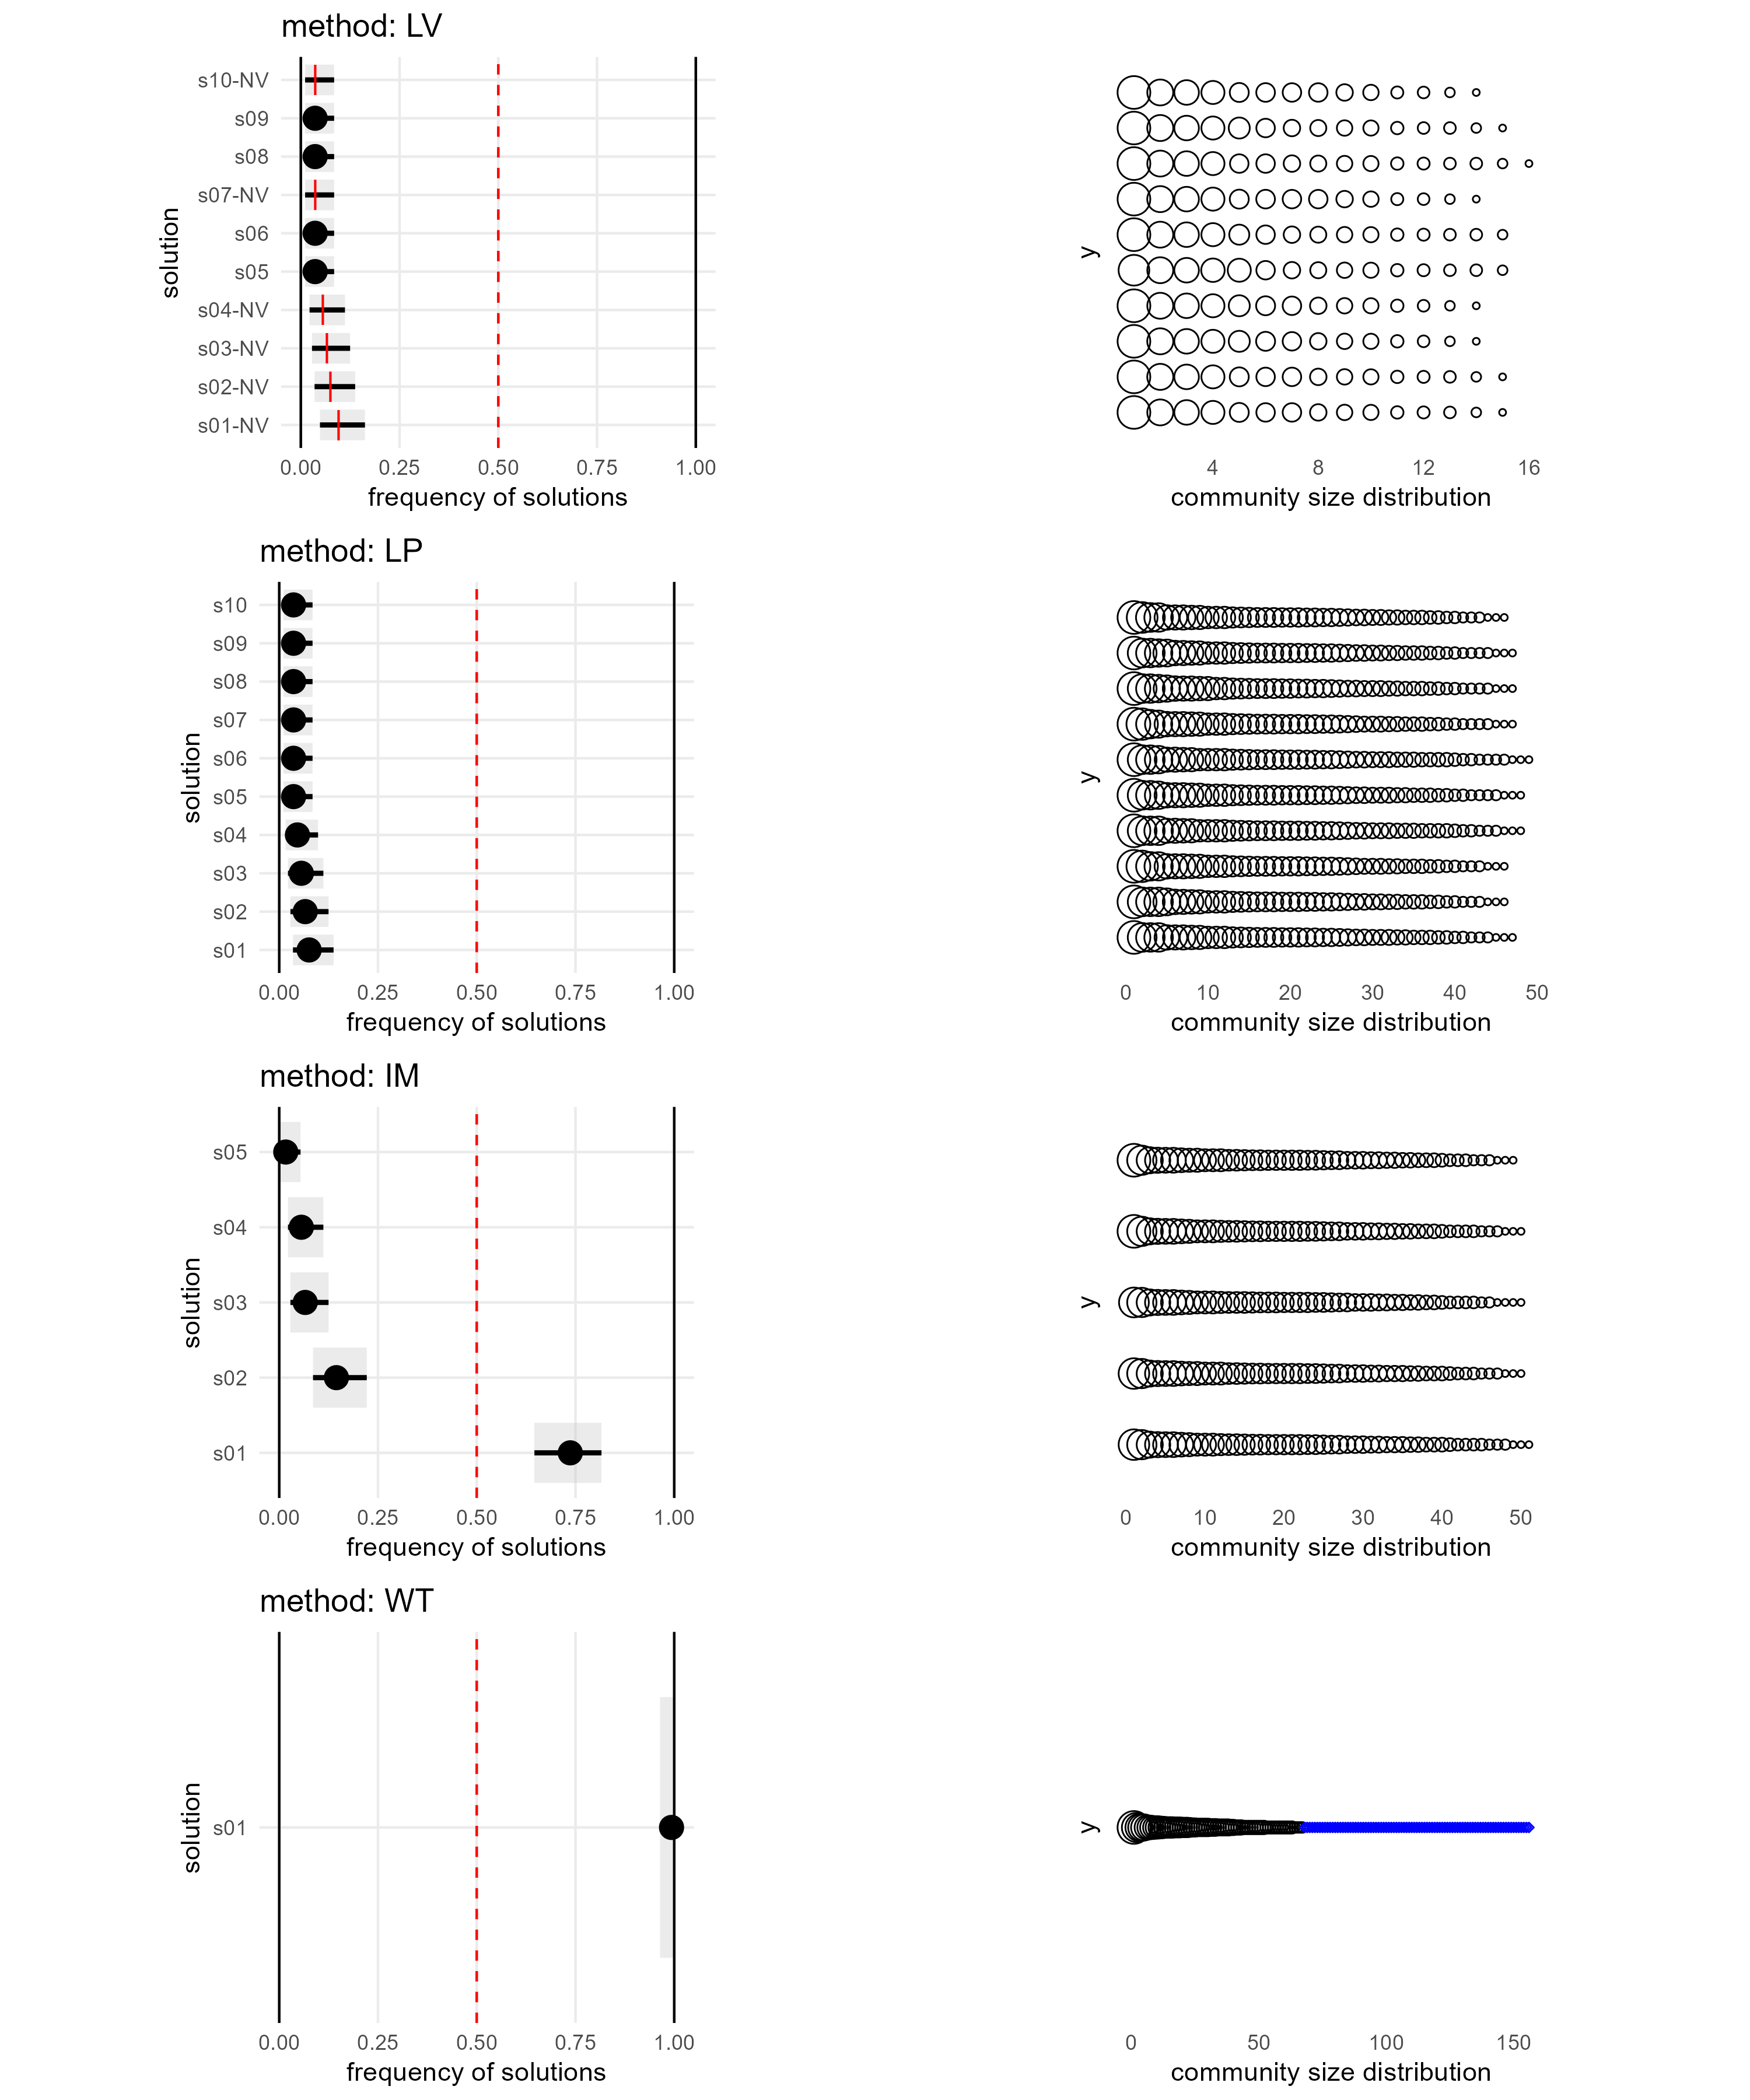 method: LV
s10-NV
s09
s08
s07-NV
s06
s05
s04-NV
s03-NV
s02-NV
s01-NV
solution
0.00 0.25 0.50 0.75 1.00
frequency of solutions
y
4 8 12 16
community size distribution
method: LP
s10
s09
s08
s07
s06
s05
s04
s03
s02
s01
solution
0.00 0.25 0.50 0.75 1.00
frequency of solutions
y
0 10 20 30 40 50
community size distribution
method: IM
s05
s04
s03
s02
s01
solution
0.00 0.25 0.50 0.75 1.00
frequency of solutions
y
0 10 20 30 40 50
community size distribution
method: WT
s01
solution
0.00 0.25 0.50 0.75 1.00
frequency of solutions
y
0 50 100 150
community size distribution